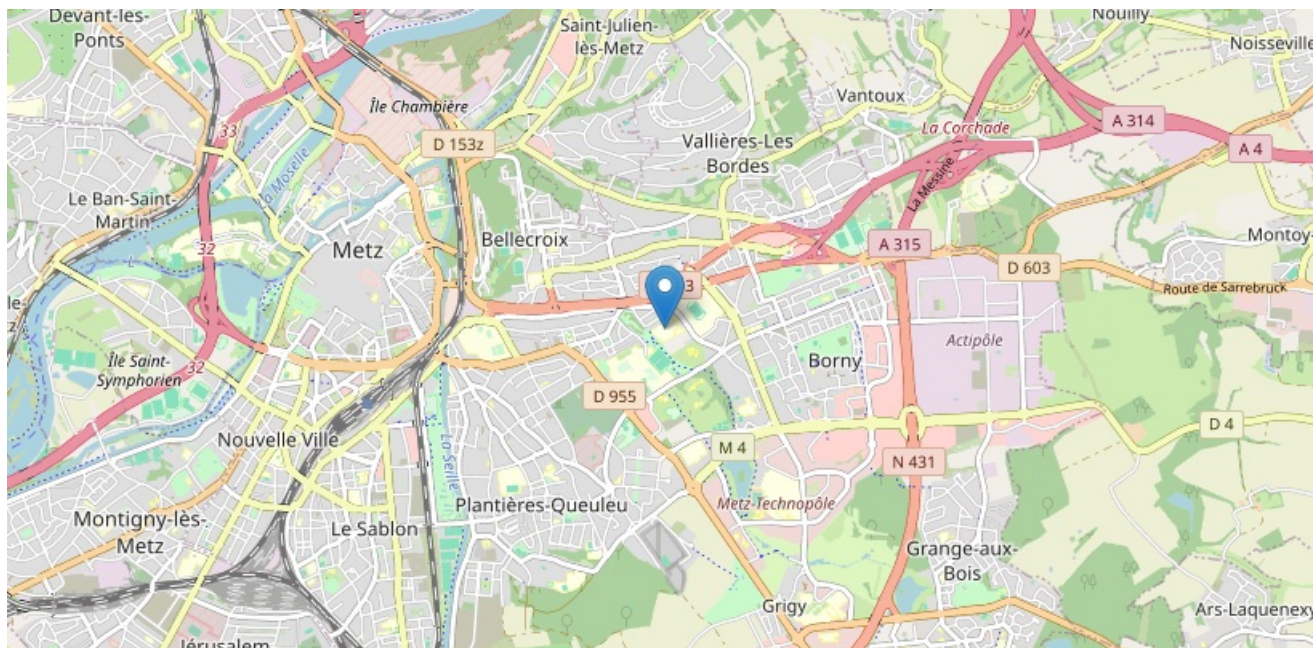 Devant-les-
Ponts
Saint-Julien-
lès-Metz
Nouilly
Noisseville
Île Chambière
33
D 153z
Vantoux
La Corchade
A 314
A 4
Vallières-Les
Bordes
La Moselle
La Messine
Le Ban-Saint-
Martin
32
Metz
Bellecroix
A 315
D 603
Montoy-
Route de Sarrebruck
3
Île Saint-
Symphorien
32
Borny
Actipôle
D 955
Nouvelle Ville
La Seille
M 4
D 4
N 431
Plantières-Queuleu
Metz-Technopôle
Montigny-lès-
Metz
Le Sablon
Grange-aux-
Bois
Grigy
Ars-Laquenexy
Jérusalem